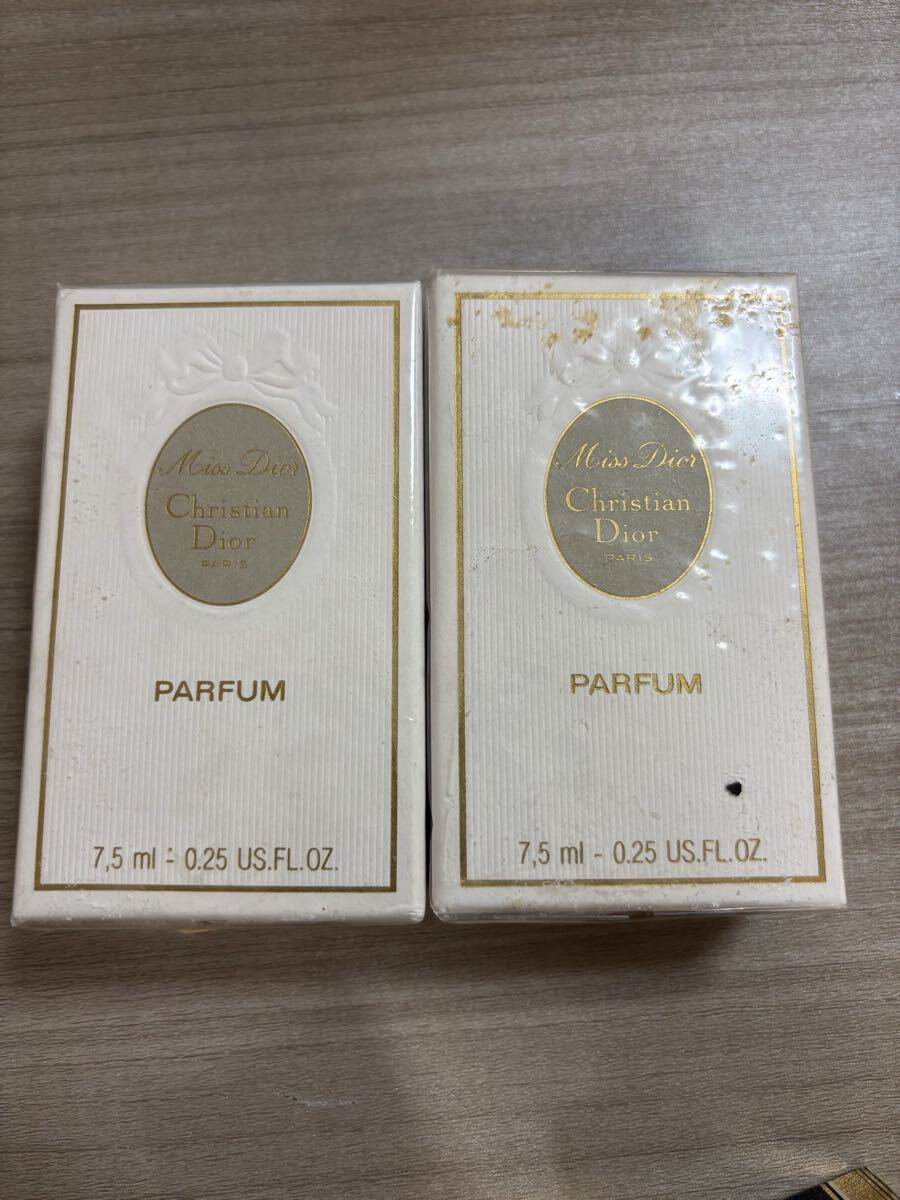 Miss Dior
Christian
Dior
PARIS
PARFUM
7,5 ml - 0.25 US.FL.OZ.
Miss Dior
Christian
Dior
PARIS
PARFUM
7,5 ml - 0.25 US.FL.OZ.